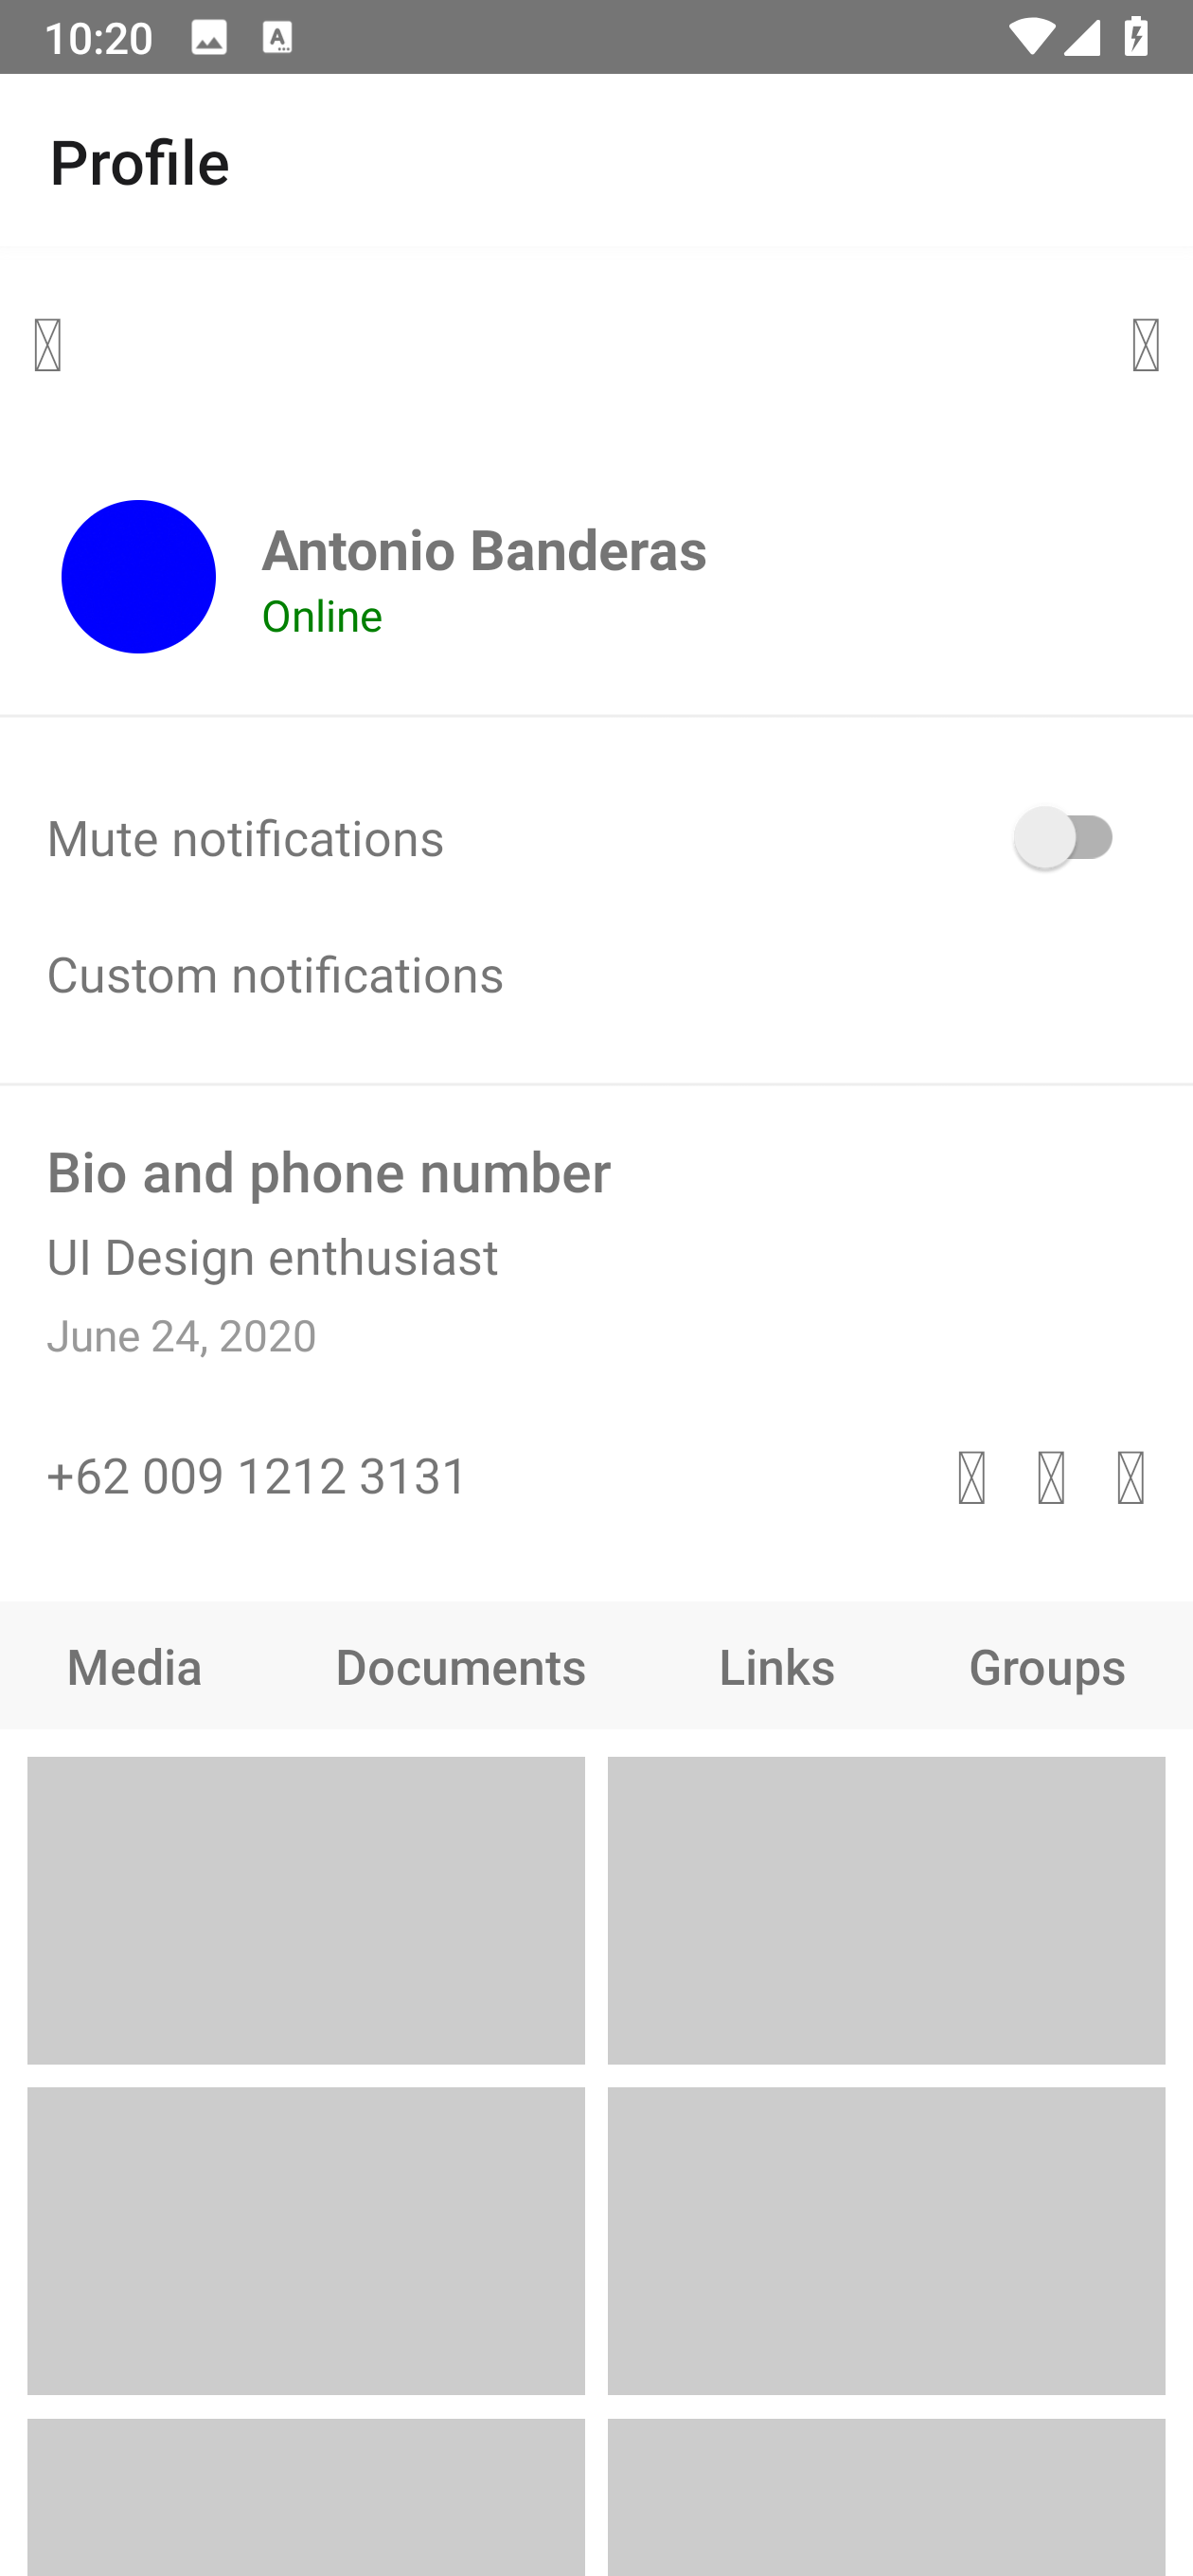 10:20
Profile
Antonio Banderas
Online
Mute notifications
Custom notifications
Bio and phone number
UI Design enthusiast
June 24, 2020
+62 009 1212 3131
Media Documents Links Groups